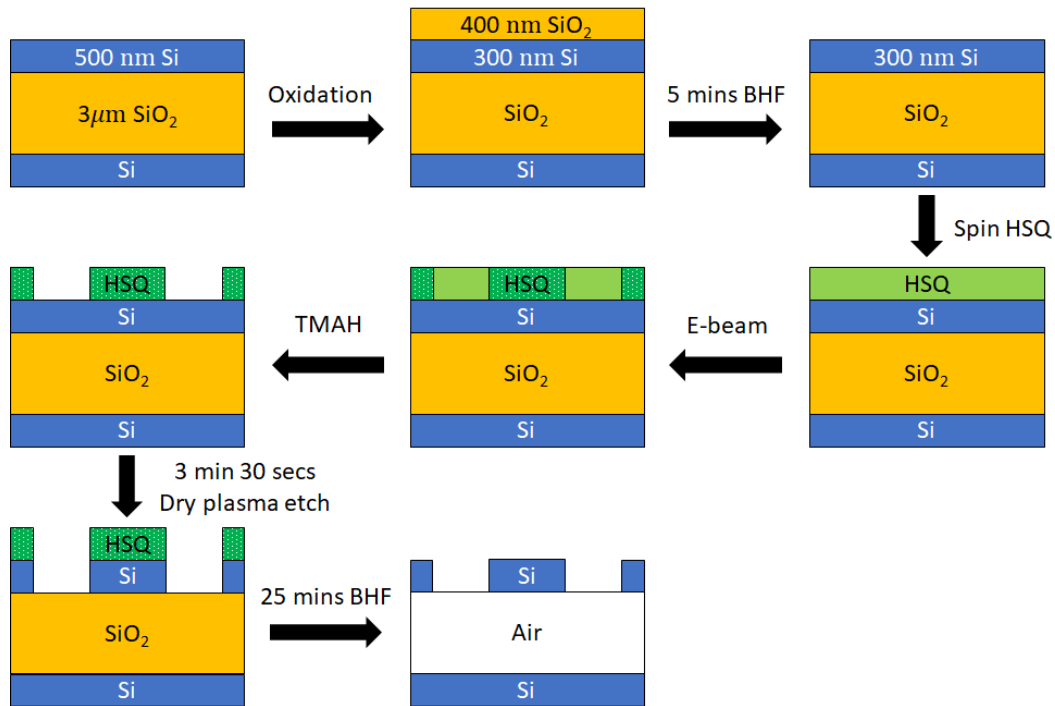 500 nm Si
3μm SiO₂
Si
Oxidation
400 nm SiO₂
300 nm Si
SiO₂
Si
5 mins BHF
300 nm Si
SiO₂
Si
Spin HSQ
HSQ
Si
SiO₂
Si
E-beam
HSQ
Si
SiO₂
Si
TMAH
HSQ
Si
SiO₂
Si
3 min 30 secs
Dry plasma etch
HSQ
Si
SiO₂
Si
25 mins BHF
Si
Air
Si